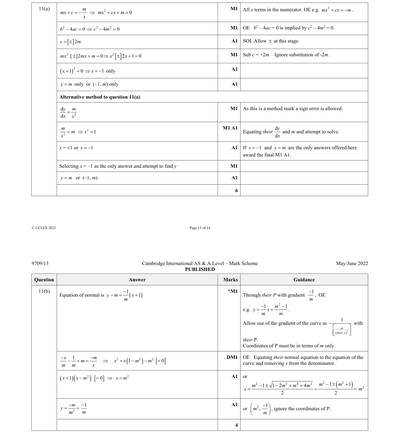 11(a)
mx + c = -m/x ⇒ mx² + cx + m = 0
M1
All x terms in the numerator. OE e.g. mx² + cx = -m.
b² - 4ac = 0 ⇒ c² - 4m² = 0
M1
OE b² - 4ac = 0 is implied by c² - 4m² = 0.
c = [±]2m
A1
SOI. Allow ± at this stage.
mx² [±]2mx + m = 0 ⇒ x² [±]2x + 1 = 0
M1
Sub c = +2m Ignore substitution of -2m.
(x + 1)² = 0 ⇒ x = -1 only
A1
y = m only or (-1, m) only
A1
Alternative method to question 11(a)
dy/dx = m/x²
M1
As this is a method mark a sign error is allowed.
m/x² = m ⇒ x² = 1
M1 A1
Equating their dy/dx and m and attempt to solve.
x = ±1 or x = -1
A1
If x = -1 and y = m are the only answers offered here
award the final M1 A1.
Selecting x = -1 as the only answer and attempt to find y
M1
y = m or (-1, m)
A1
6
© UCLES 2022
Page 13 of 14
9709/13
Cambridge International AS & A Level – Mark Scheme
PUBLISHED
May/June 2022
Question
Answer
Marks
Guidance
11(b)
Equation of normal is y - m = -1/m (x + 1)
*M1
Through their P with gradient -1/m, OE
e.g. y = -1/m x + (m² - 1)/m
Allow use of the gradient of the curve as
with
their P.
Coordinates of P must be in terms of m only.
-x/m - 1/m + m = -m/x ⇒ x² + x(1 - m²) - m² [= 0]
DM1
OE Equating their normal equation to the equation of
the curve and removing x from the denominator.
(x + 1)(x - m²) [= 0] ⇒ x = m²
A1
or
x = (m² - 1 ± √(1 - 2m² + m⁴ + 4m²))/2 = (m² - 1 ± (m² + 1))/2 = m²
y = -m/m² = -1/m
A1
or (m², -1/m), ignore the coordinates of P.
4